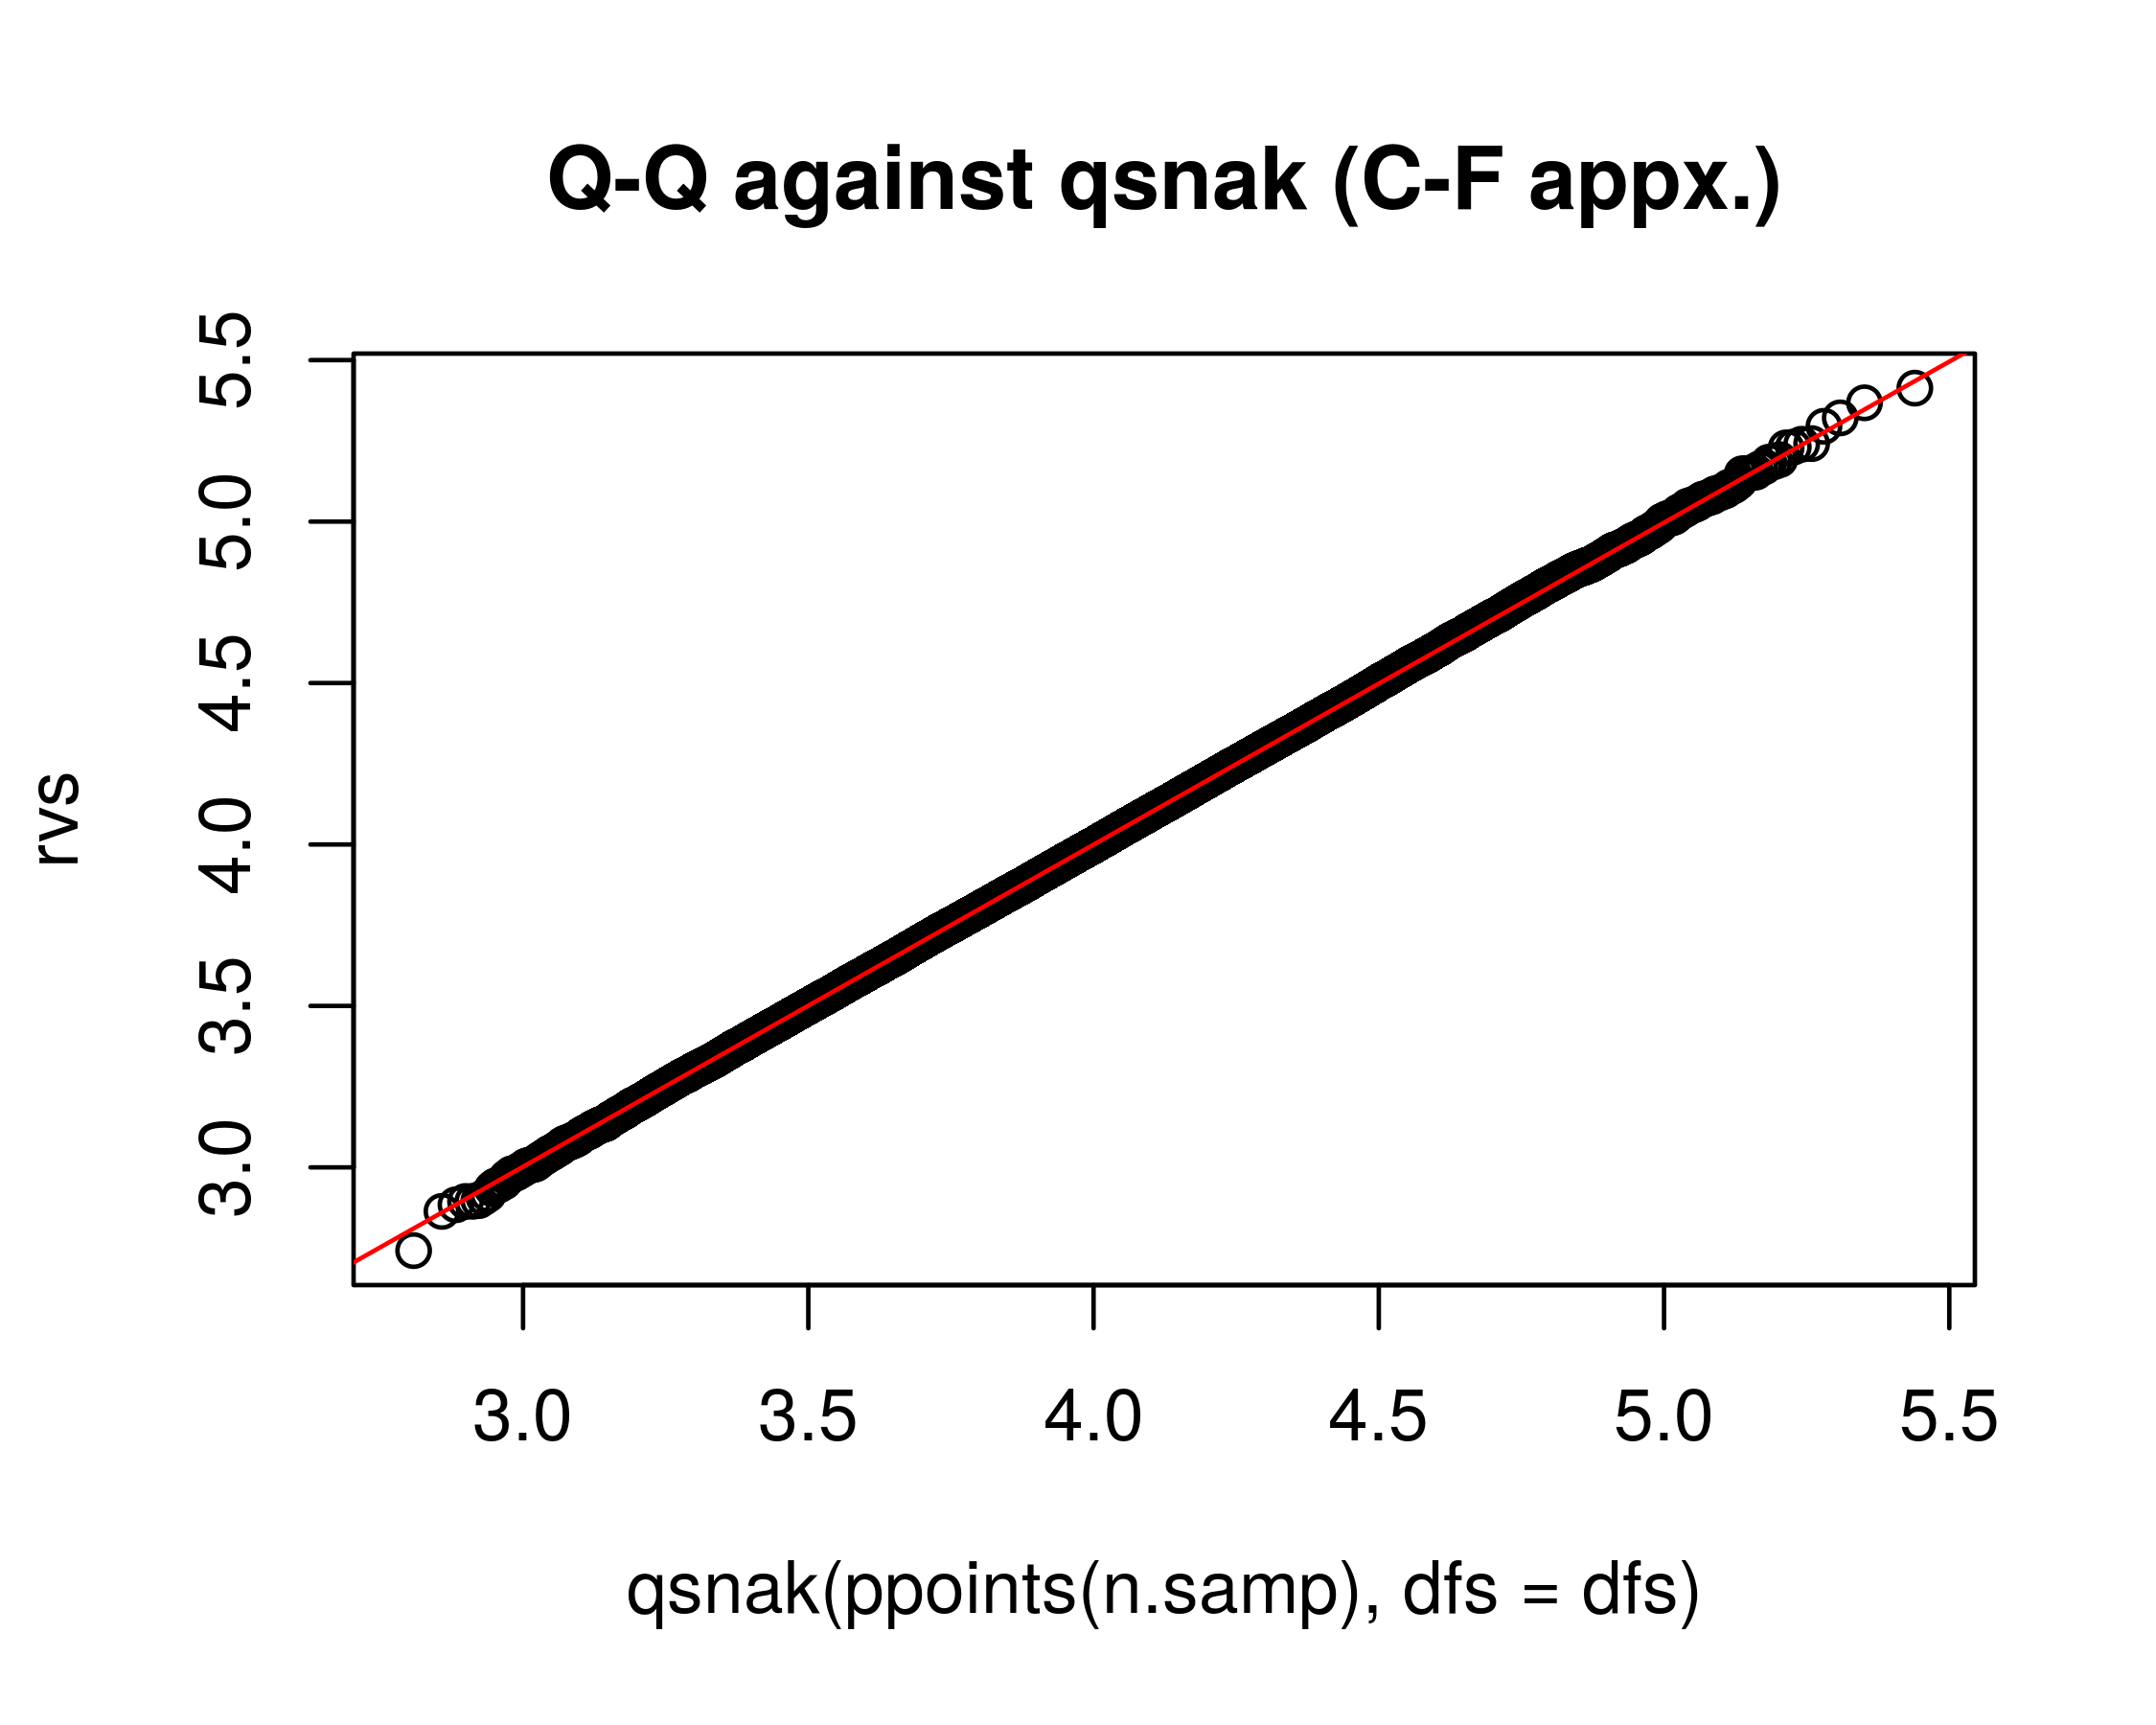 Q-Q against qsnak (C-F appx.)
5.5
5.0
4.5
4.0
3.5
3.0
rvs
3.0 3.5 4.0 4.5 5.0 5.5
qsnak(ppoints(n.samp), dfs = dfs)